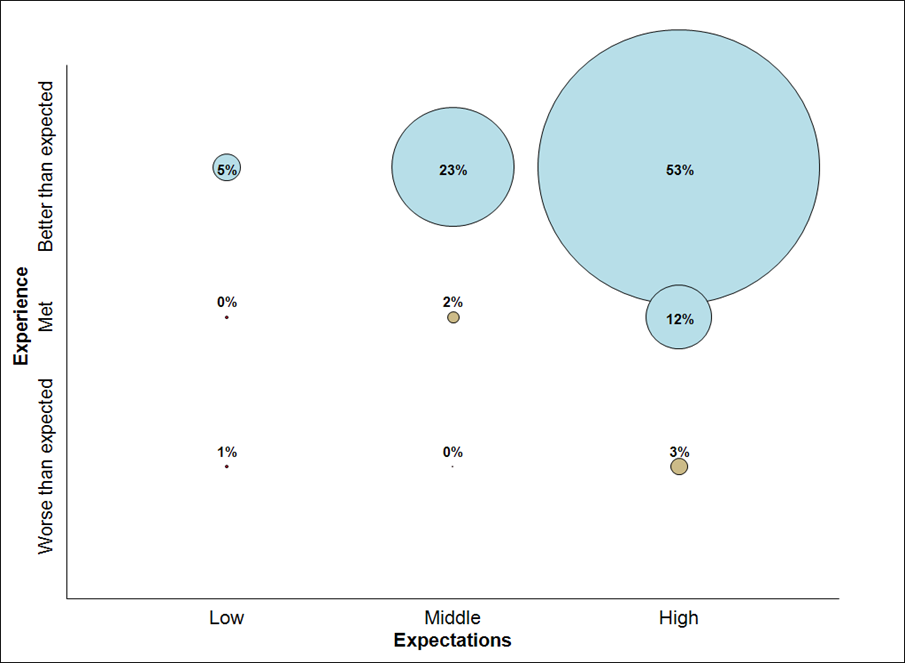 Better than expected
5%
23%
53%
Experience
Met
0%
2%
12%
Worse than expected
1%
0%
3%
Low
Middle
High
Expectations